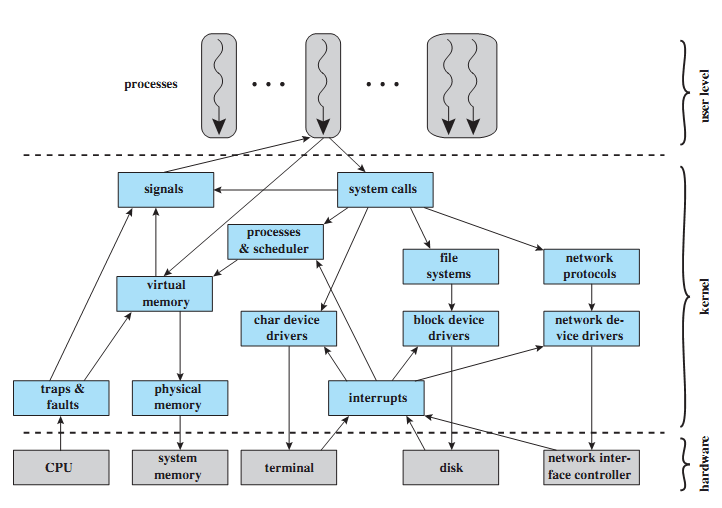 processes
user level
signals
system calls
processes
& scheduler
file
systems
network
protocols
virtual
memory
kernel
char device
drivers
block device
drivers
network de-
vice drivers
traps &
faults
physical
memory
interrupts
CPU
system
memory
terminal
disk
network inter-
face controller
hardware